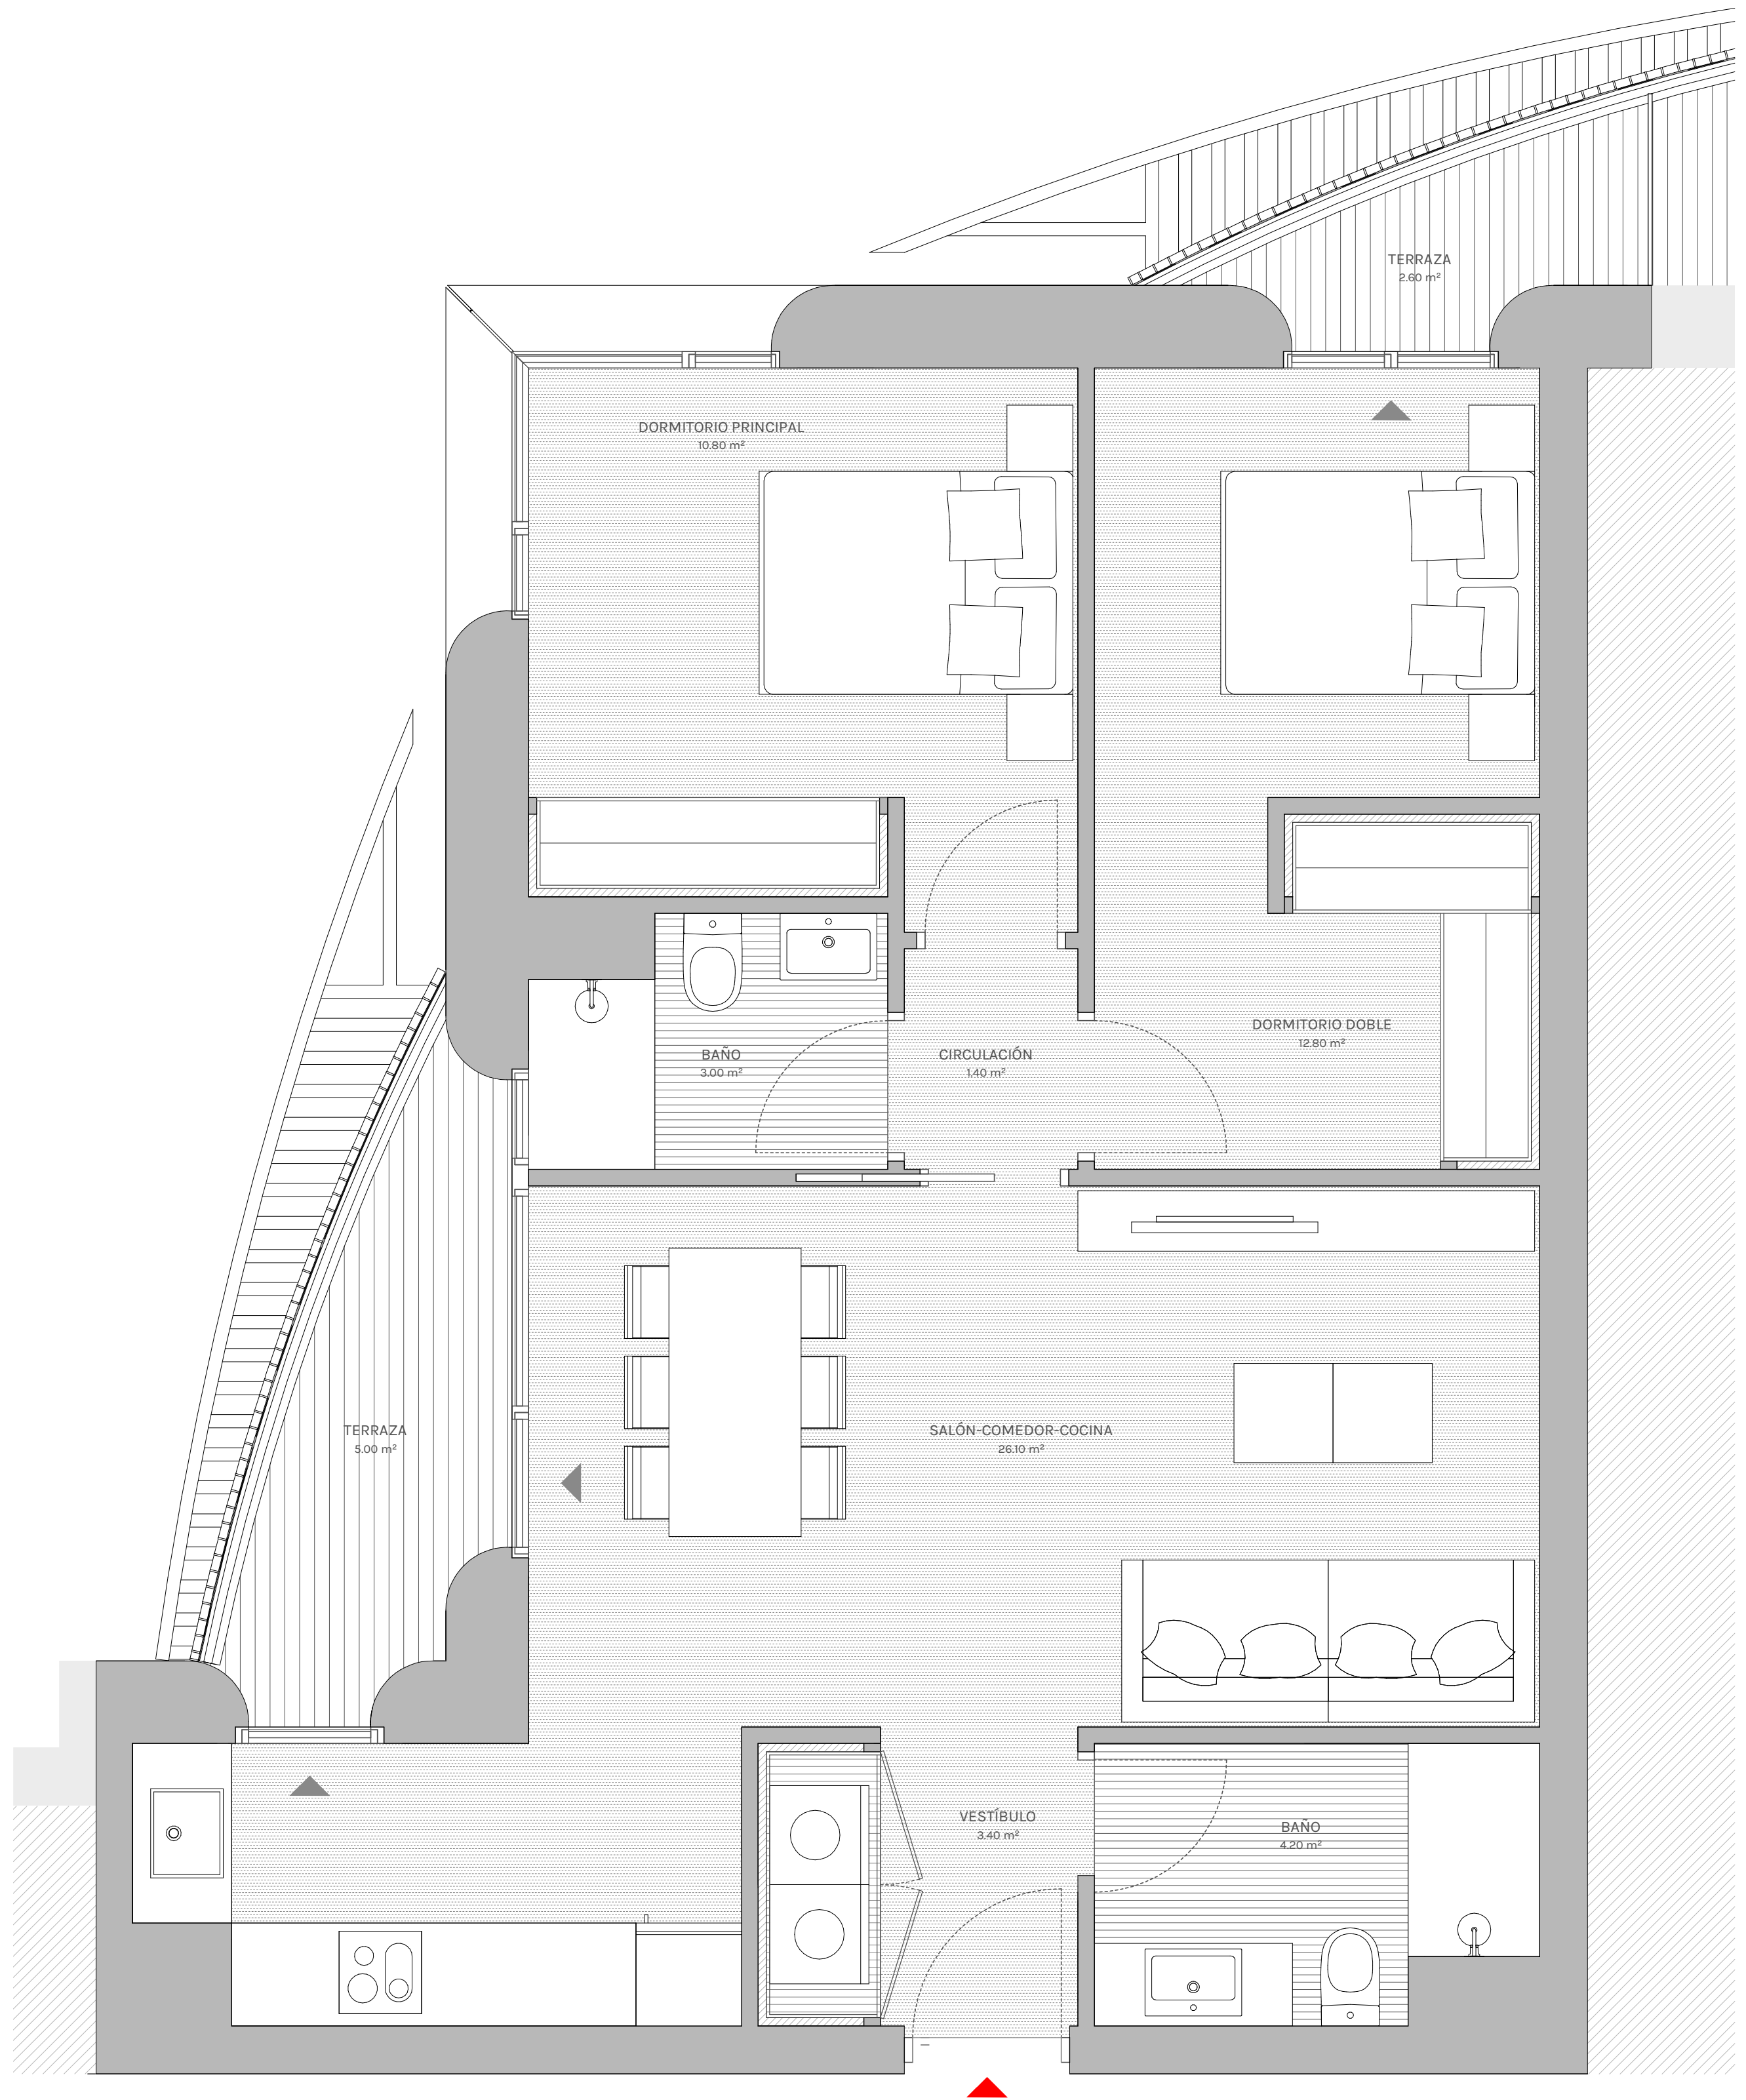 TERRAZA
2.60 m²
DORMITORIO PRINCIPAL
10.80 m²
DORMITORIO DOBLE
12.80 m²
BAÑO
3.00 m²
CIRCULACIÓN
1.40 m²
TERRAZA
5.00 m²
SALÓN-COMEDOR-COCINA
26.10 m²
VESTÍBULO
3.40 m²
BAÑO
4.20 m²